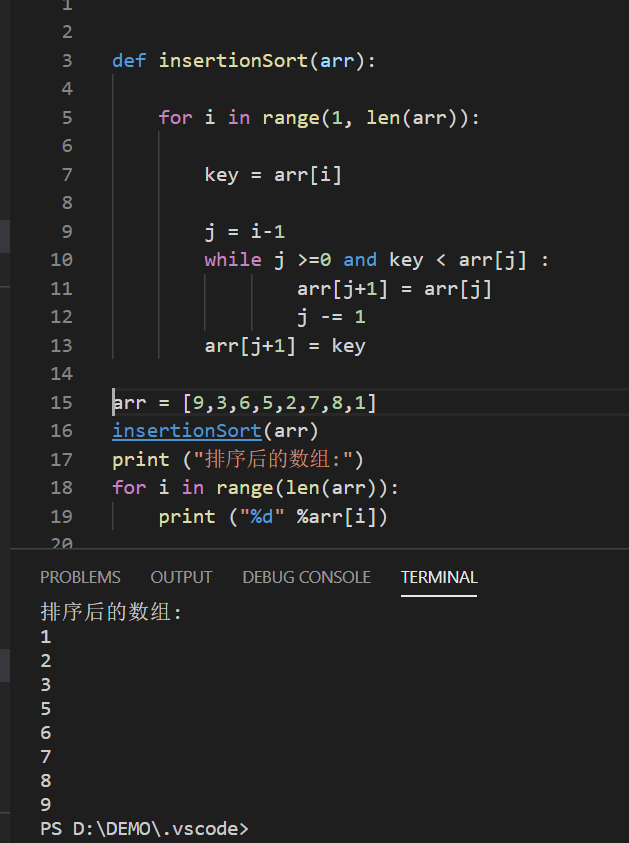 1
2
3 def insertionSort(arr):
4
5 for i in range(1, len(arr)):
6
7 key = arr[i]
8
9 j = i-1
10 while j >=0 and key < arr[j] :
11 arr[j+1] = arr[j]
12 j -= 1
13 arr[j+1] = key
14
15 arr = [9,3,6,5,2,7,8,1]
16 insertionSort(arr)
17 print ("排序后的数组:")
18 for i in range(len(arr)):
19 print ("%d" %arr[i])
20
PROBLEMS OUTPUT DEBUG CONSOLE TERMINAL
排序后的数组:
1
2
3
5
6
7
8
9
PS D:\DEMO\.vscode>